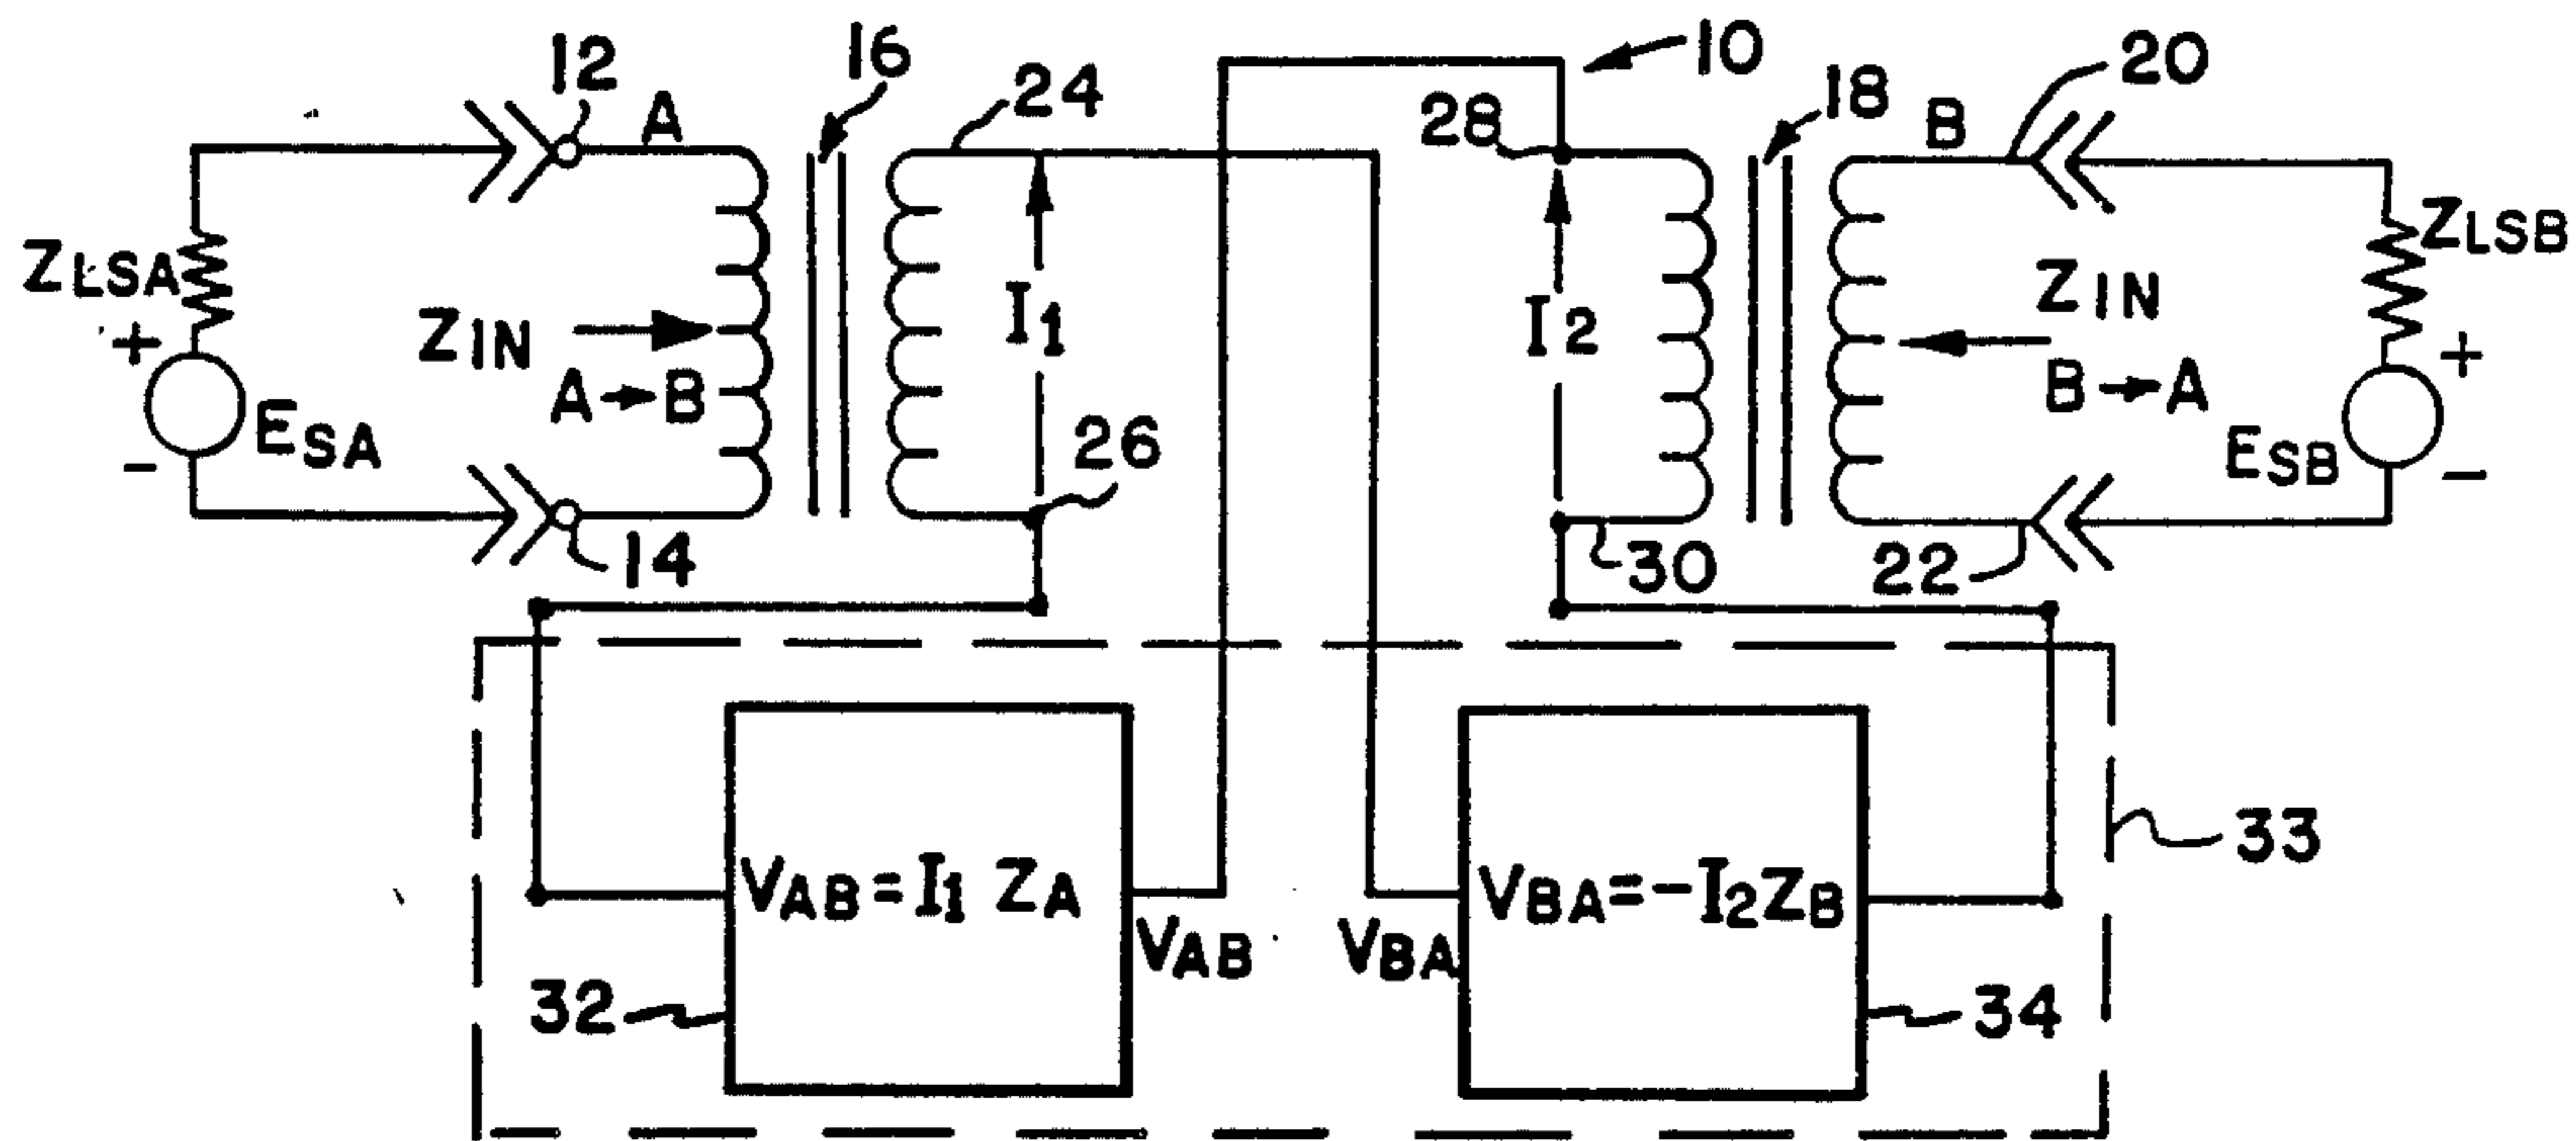 10
12
A
16
24
28
18
B
20
ZLSA
+
-
ESA
ZIN
A→B
I1
26
I2
ZIN
B→A
ZLSB
+
-
ESB
14
30
22
VAB=I1 ZA
VAB
VBA
VBA=-I2ZB
32
33
34